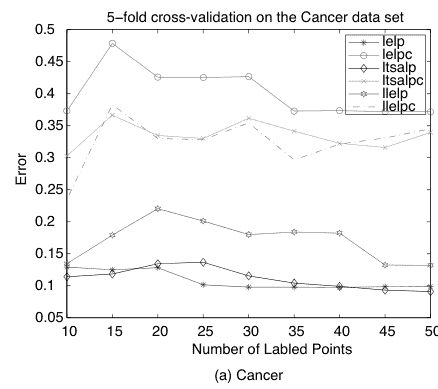 5-fold cross-validation on the Cancer data set
0.5
0.45
0.4
0.35
0.3
0.25
0.2
0.15
0.1
0.05
Error
lelp
lelpc
ltsalp
ltsalpc
llelp
llelpc
10 15 20 25 30 35 40 45 50
Number of Labled Points
(a) Cancer